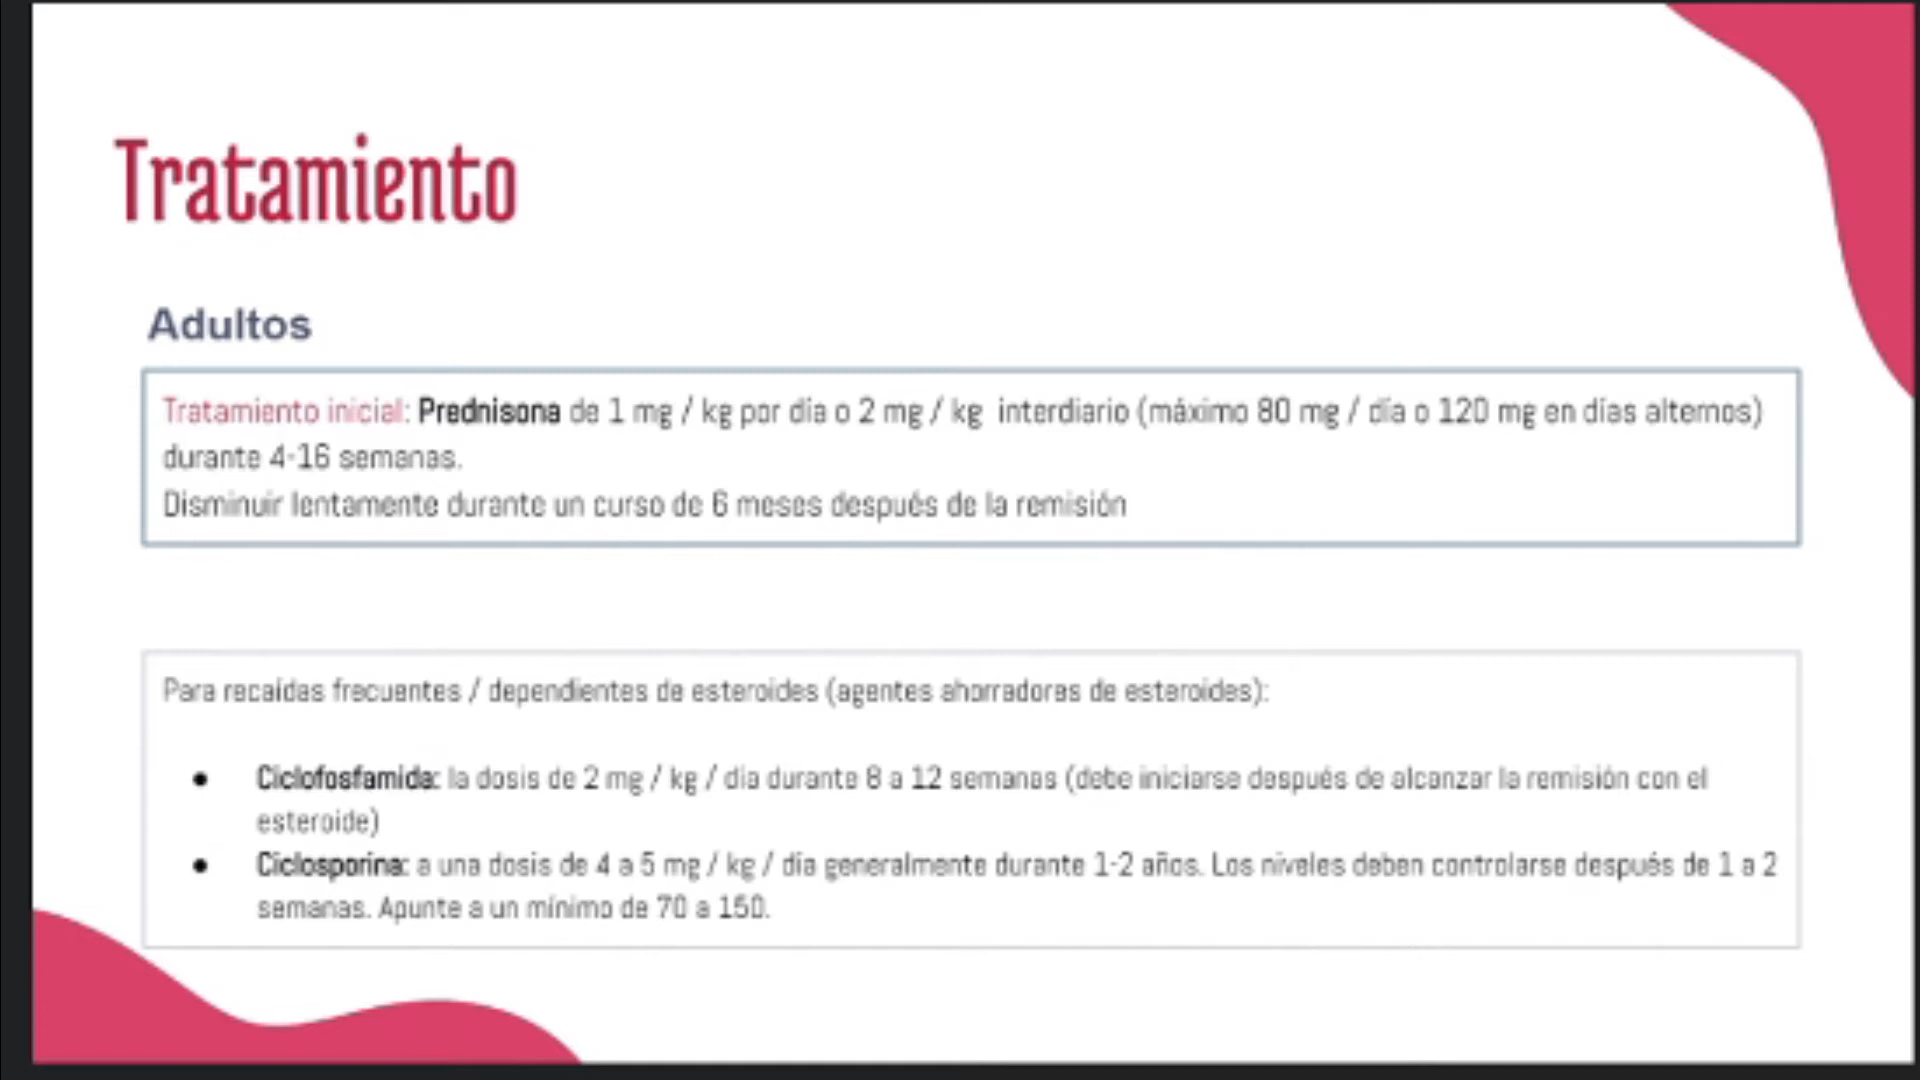 Tratamiento
Adultos
Tratamiento inicial: Prednisona de 1 mg / kg por día o 2 mg / kg interdiario (máximo 80 mg / día o 120 mg en días alternos)
durante 4-16 semanas.
Disminuir lentamente durante un curso de 6 meses después de la remisión
Para recaídas frecuentes / dependientes de esteroides (agentes ahorradores de esteroides):
● Ciclofosfamida: la dosis de 2 mg / kg / día durante 8 a 12 semanas (debe iniciarse después de alcanzar la remisión con el
esteroide)
● Ciclosporina: a una dosis de 4 a 5 mg / kg / día generalmente durante 1-2 años. Los niveles deben controlarse después de 1 a 2
semanas. Apunte a un mínimo de 70 a 150.